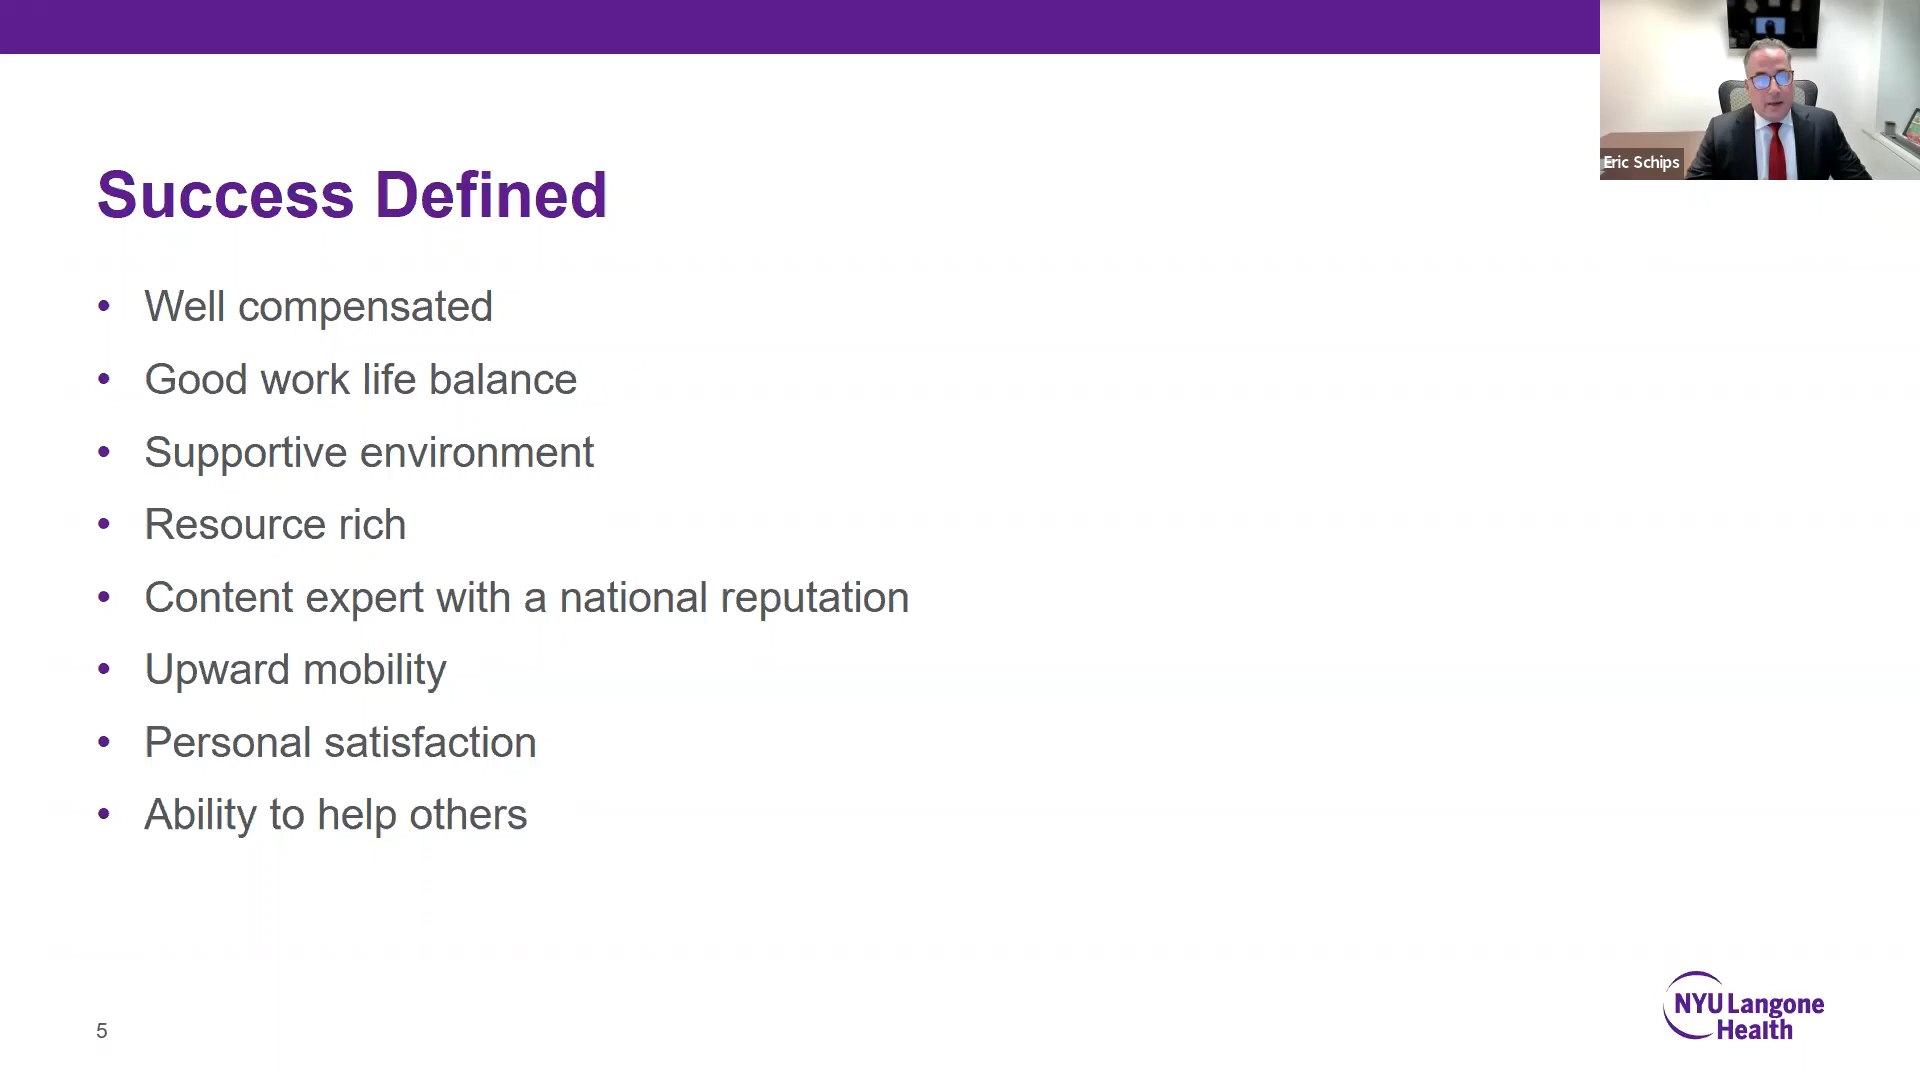 Eric Schips
Success Defined
• Well compensated
• Good work life balance
• Supportive environment
• Resource rich
• Content expert with a national reputation
• Upward mobility
• Personal satisfaction
• Ability to help others
5
NYU Langone
Health